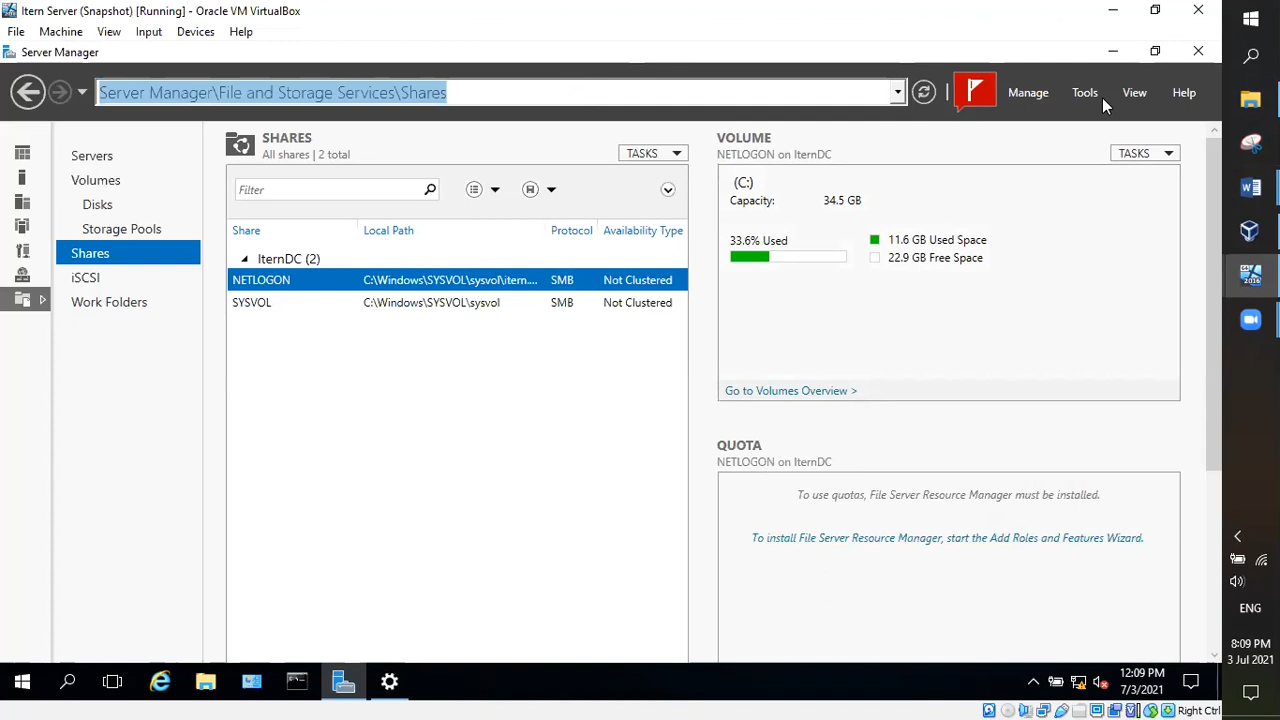 Itern Server (Snapshot) [Running] - Oracle VM VirtualBox
File Machine View Input Devices Help
Server Manager
Server Manager\File and Storage Services\Shares
Manage Tools View Help
Servers
Volumes
Disks
Storage Pools
Shares
iSCSI
Work Folders
SHARES
All shares | 2 total
TASKS
Filter
Share Local Path Protocol Availability Type
IternDC (2)
NETLOGON C:\Windows\SYSVOL\sysvol\itern.... SMB Not Clustered
SYSVOL C:\Windows\SYSVOL\sysvol SMB Not Clustered
VOLUME
NETLOGON on IternDC
TASKS
(C:)
Capacity: 34.5 GB
33.6% Used
11.6 GB Used Space
22.9 GB Free Space
Go to Volumes Overview >
QUOTA
NETLOGON on IternDC
To use quotas, File Server Resource Manager must be installed.
To install File Server Resource Manager, start the Add Roles and Features Wizard.
2016
ENG
8:09 PM
3 Jul 2021
12:09 PM
7/3/2021
Right Ctrl